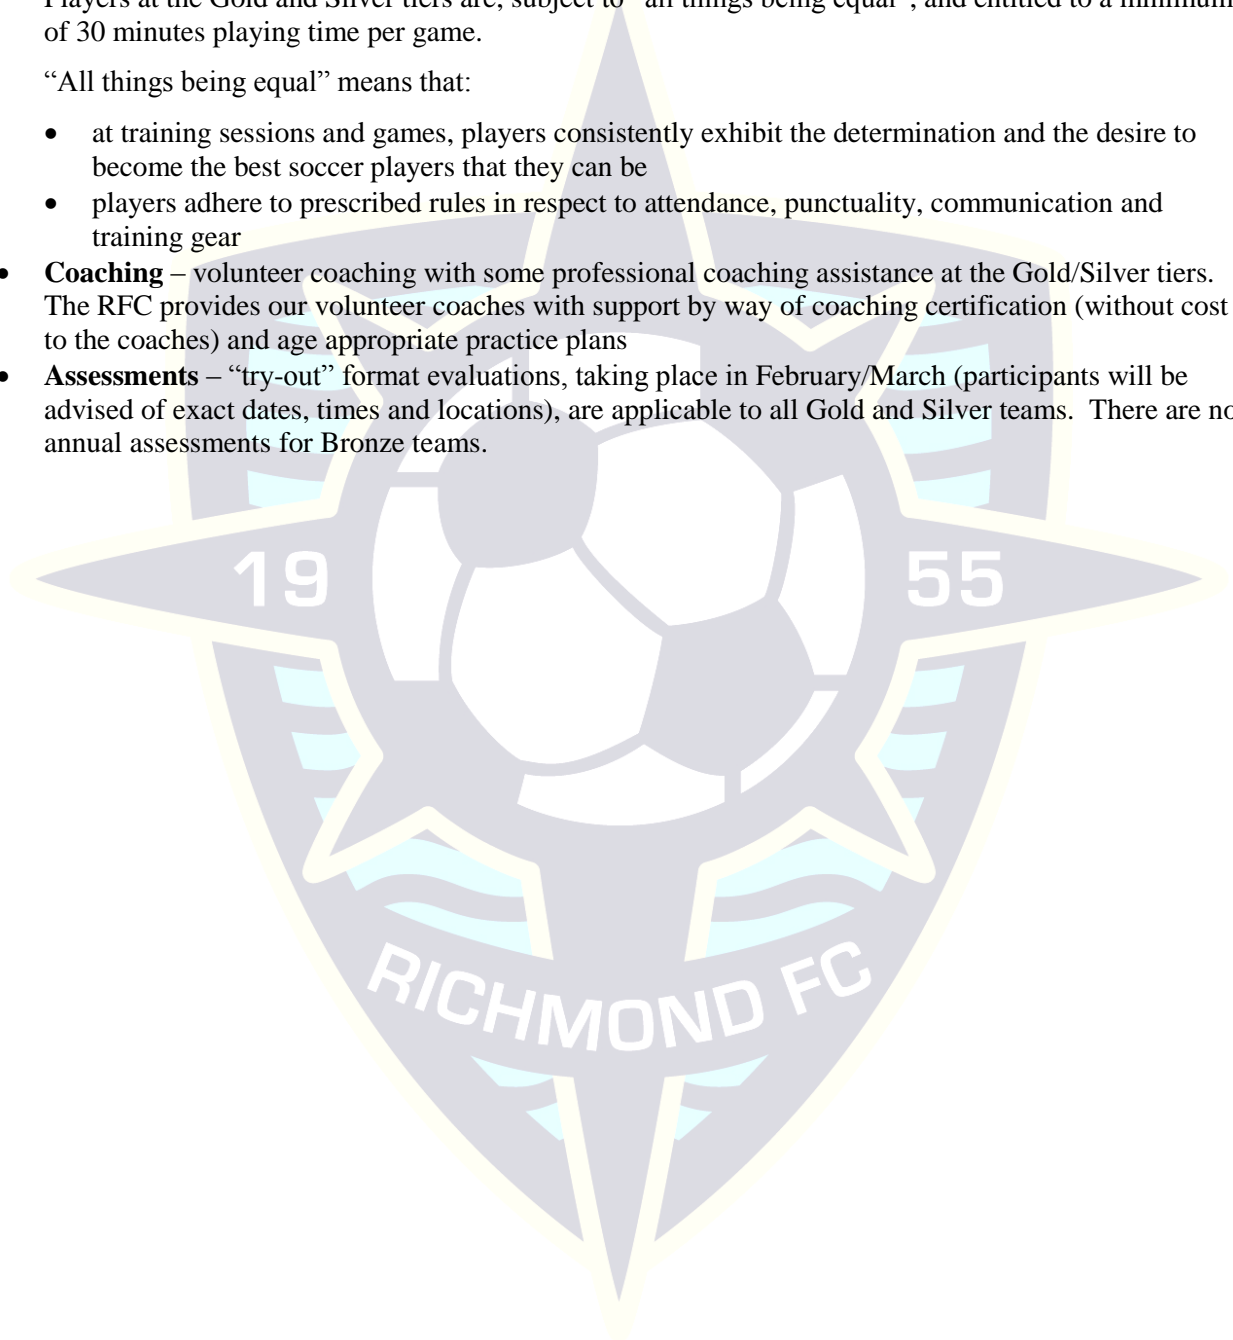 Players at the Gold and Silver tiers are, subject to “all things being equal”, and entitled to a minimum
of 30 minutes playing time per game.
“All things being equal” means that:
• at training sessions and games, players consistently exhibit the determination and the desire to
become the best soccer players that they can be
• players adhere to prescribed rules in respect to attendance, punctuality, communication and
training gear
• Coaching – volunteer coaching with some professional coaching assistance at the Gold/Silver tiers.
The RFC provides our volunteer coaches with support by way of coaching certification (without cost
to the coaches) and age appropriate practice plans
• Assessments – “try-out” format evaluations, taking place in February/March (participants will be
advised of exact dates, times and locations), are applicable to all Gold and Silver teams.  There are no
annual assessments for Bronze teams.
19 55
RICHMOND FC